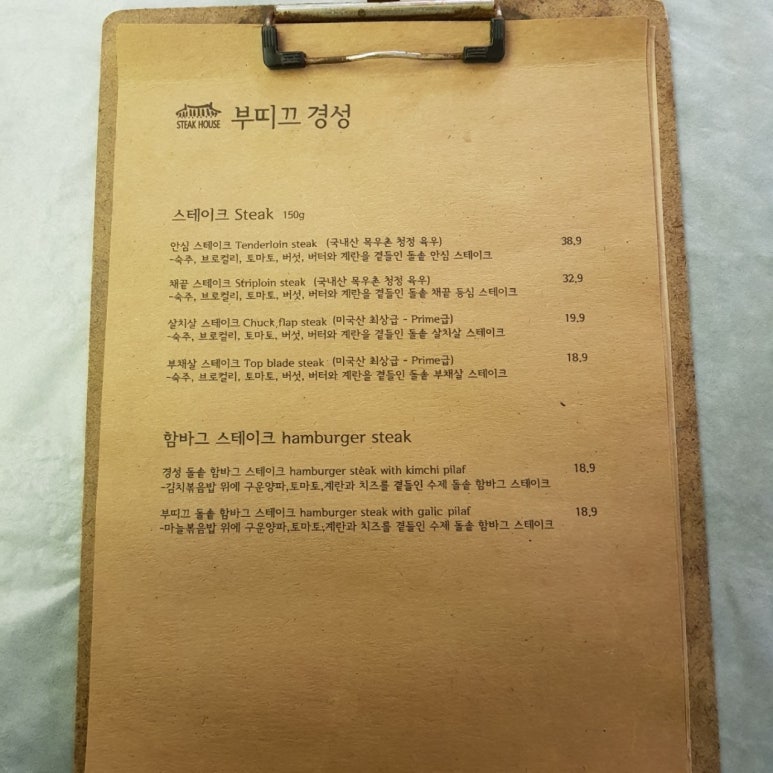 STEAK HOUSE 부띠끄 경성
스테이크 Steak 150g
안심 스테이크 Tenderloin steak (국내산 목우촌 청정 육우) 38,9
-숙주, 브로컬리, 토마토, 버섯, 버터와 계란을 곁들인 돌솥 안심 스테이크
채끝 스테이크 Striploin steak (국내산 목우촌 청정 육우) 32,9
-숙주, 브로컬리, 토마토, 버섯, 버터와 계란을 곁들인 돌솥 채끝 등심 스테이크
살치살 스테이크 Chuck flap steak (미국산 최상급 - Prime급) 19,9
-숙주, 브로컬리, 토마토, 버섯, 버터와 계란을 곁들인 돌솥 살치살 스테이크
부채살 스테이크 Top blade steak (미국산 최상급 - Prime급) 18,9
-숙주, 브로컬리, 토마토, 버섯, 버터와 계란을 곁들인 돌솥 부채살 스테이크
함바그 스테이크 hamburger steak
경성 돌솥 함바그 스테이크 hamburger steak with kimchi pilaf 18,9
-김치볶음밥 위에 구운양파,토마토,계란과 치즈를 곁들인 수제 돌솥 함바그 스테이크
부띠끄 돌솥 함바그 스테이크 hamburger steak with galic pilaf 18,9
-마늘볶음밥 위에 구운양파,토마토,계란과 치즈를 곁들인 수제 돌솥 함바그 스테이크